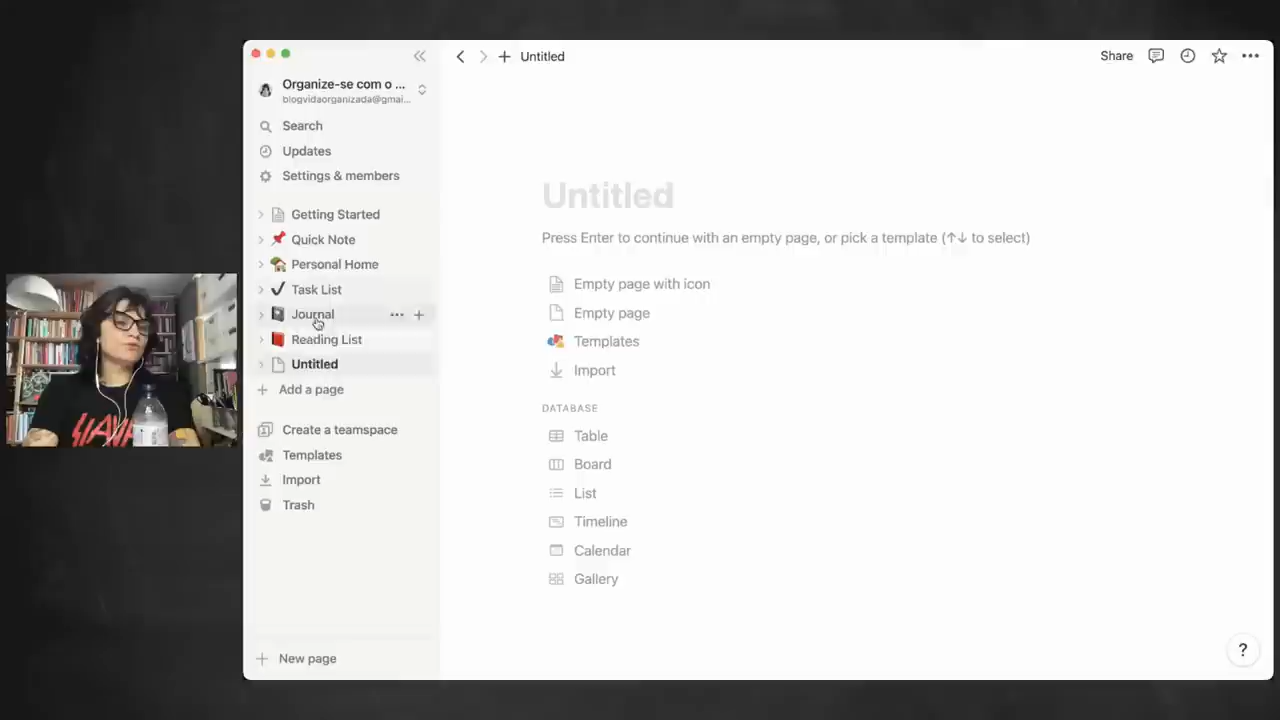 Organize-se com o ...
blogvidaorganizada@gmai...
Search
Updates
Settings & members
Getting Started
Quick Note
Personal Home
Task List
Journal
Reading List
Untitled
Add a page
Create a teamspace
Templates
Import
Trash
New page
Untitled
Share
Untitled
Press Enter to continue with an empty page, or pick a template (↑↓ to select)
Empty page with icon
Empty page
Templates
Import
DATABASE
Table
Board
List
Timeline
Calendar
Gallery
?